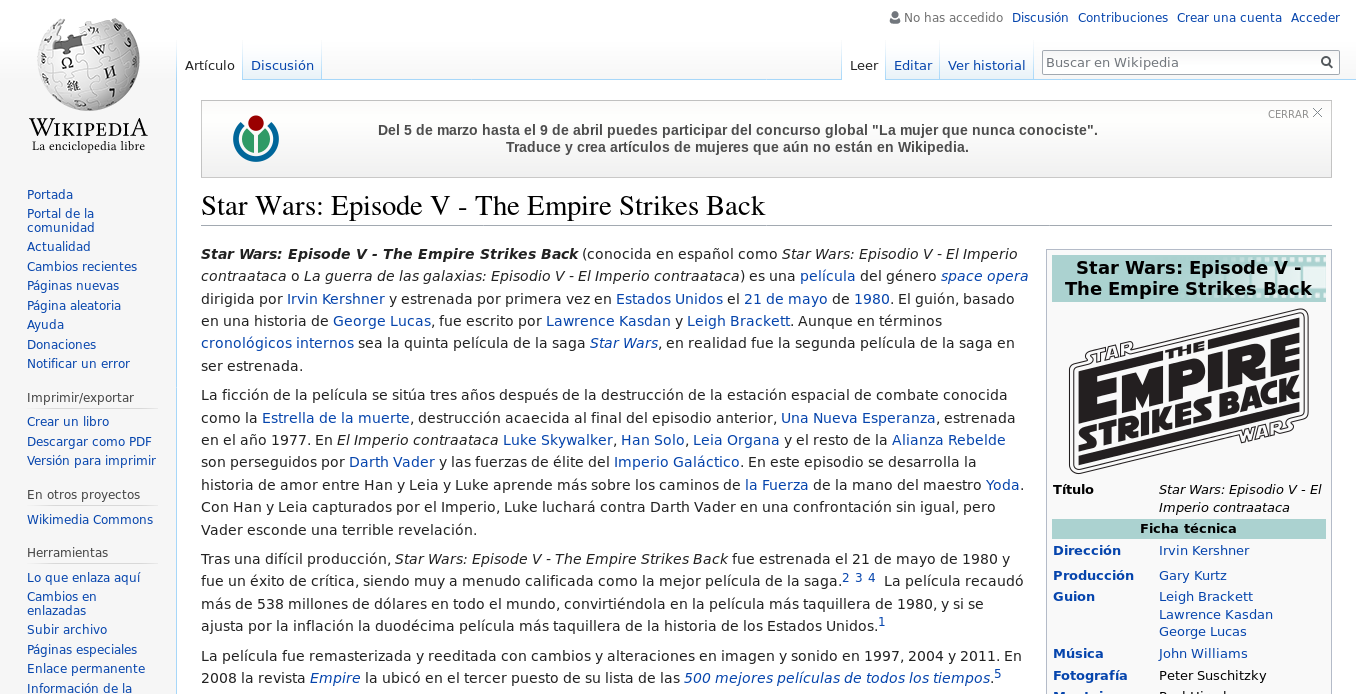 No has accedido Discusión Contribuciones Crear una cuenta Acceder
WIKIPEDIA
La enciclopedia libre
Artículo Discusión Leer Editar Ver historial Buscar en Wikipedia
Portada
Portal de la
comunidad
Actualidad
Cambios recientes
Páginas nuevas
Página aleatoria
Ayuda
Donaciones
Notificar un error
Imprimir/exportar
Crear un libro
Descargar como PDF
Versión para imprimir
En otros proyectos
Wikimedia Commons
Herramientas
Lo que enlaza aquí
Cambios en
enlazadas
Subir archivo
Páginas especiales
Enlace permanente
Información de la
CERRAR
Del 5 de marzo hasta el 9 de abril puedes participar del concurso global "La mujer que nunca conociste".
Traduce y crea artículos de mujeres que aún no están en Wikipedia.
Star Wars: Episode V - The Empire Strikes Back
Star Wars: Episode V - The Empire Strikes Back (conocida en español como Star Wars: Episodio V - El Imperio
contraataca o La guerra de las galaxias: Episodio V - El Imperio contraataca) es una película del género space opera
dirigida por Irvin Kershner y estrenada por primera vez en Estados Unidos el 21 de mayo de 1980. El guión, basado
en una historia de George Lucas, fue escrito por Lawrence Kasdan y Leigh Brackett. Aunque en términos
cronológicos internos sea la quinta película de la saga Star Wars, en realidad fue la segunda película de la saga en
ser estrenada.
La ficción de la película se sitúa tres años después de la destrucción de la estación espacial de combate conocida
como la Estrella de la muerte, destrucción acaecida al final del episodio anterior, Una Nueva Esperanza, estrenada
en el año 1977. En El Imperio contraataca Luke Skywalker, Han Solo, Leia Organa y el resto de la Alianza Rebelde
son perseguidos por Darth Vader y las fuerzas de élite del Imperio Galáctico. En este episodio se desarrolla la
historia de amor entre Han y Leia y Luke aprende más sobre los caminos de la Fuerza de la mano del maestro Yoda.
Con Han y Leia capturados por el Imperio, Luke luchará contra Darth Vader en una confrontación sin igual, pero
Vader esconde una terrible revelación.
Tras una difícil producción, Star Wars: Episode V - The Empire Strikes Back fue estrenada el 21 de mayo de 1980 y
fue un éxito de crítica, siendo muy a menudo calificada como la mejor película de la saga.2 3 4 La película recaudó
más de 538 millones de dólares en todo el mundo, convirtiéndola en la película más taquillera de 1980, y si se
ajusta por la inflación la duodécima película más taquillera de la historia de los Estados Unidos.1
La película fue remasterizada y reeditada con cambios y alteraciones en imagen y sonido en 1997, 2004 y 2011. En
2008 la revista Empire la ubicó en el tercer puesto de su lista de las 500 mejores películas de todos los tiempos.5
Star Wars: Episode V -
The Empire Strikes Back
STAR
THE
EMPIRE
STRIKES BACK
WARS
Título Star Wars: Episodio V - El
Imperio contraataca
Ficha técnica
Dirección Irvin Kershner
Producción Gary Kurtz
Guion Leigh Brackett
Lawrence Kasdan
George Lucas
Música John Williams
Fotografía Peter Suschitzky